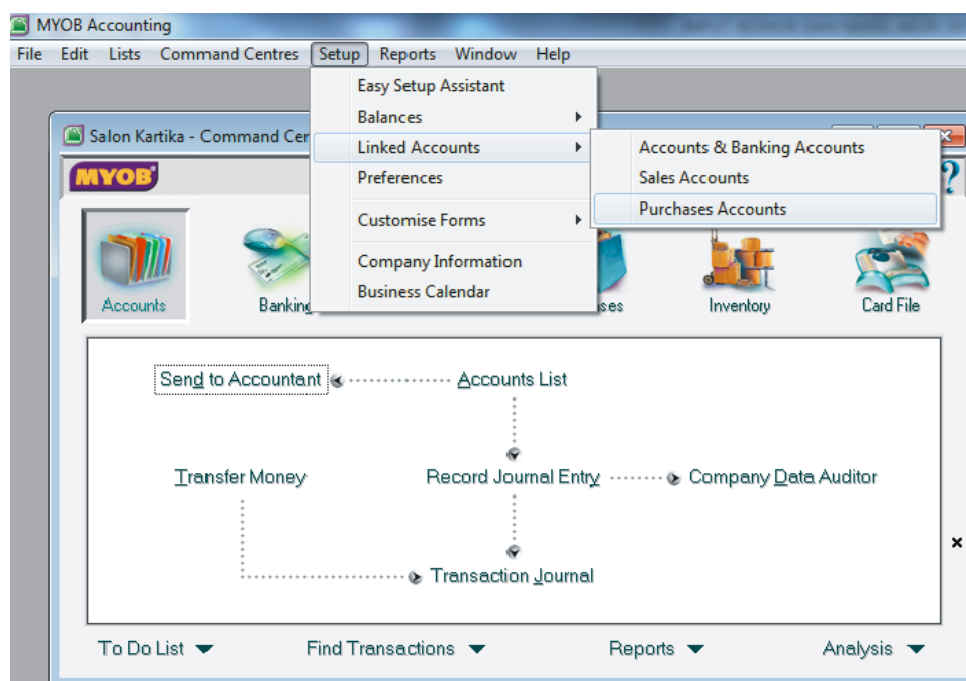 MYOB Accounting
File Edit Lists Command Centres Setup Reports Window Help
Easy Setup Assistant
Balances
Linked Accounts
Preferences
Customise Forms
Company Information
Business Calendar
Accounts & Banking Accounts
Sales Accounts
Purchases Accounts
Salon Kartika - Command Cer
MYOB
?
Accounts Banking ses Inventory Card File
Send to Accountant Accounts List
Transfer Money Record Journal Entry Company Data Auditor
Transaction Journal
To Do List Find Transactions Reports Analysis